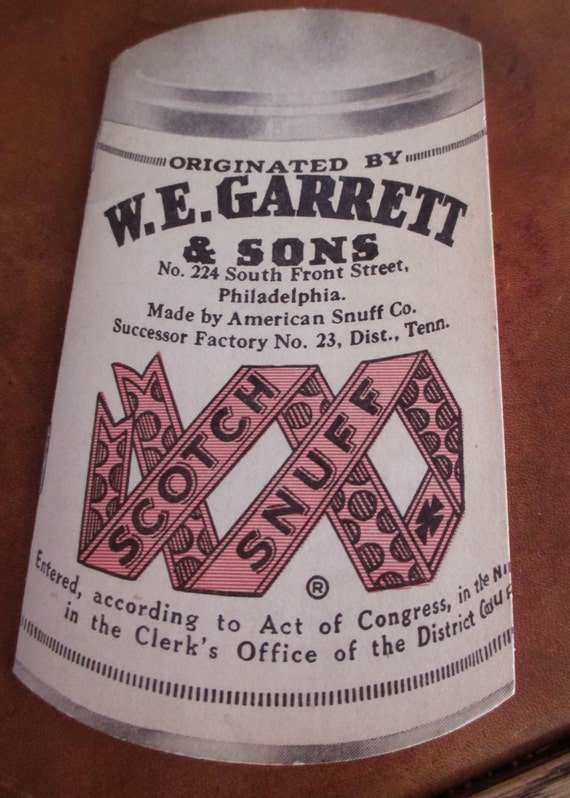 ORIGINATED BY
W.E. GARRETT
& SONS
No. 224 South Front Street,
Philadelphia.
Made by American Snuff Co.
Successor Factory No. 23, Dist., Tenn.
SCOTCH
SNUFF
®
Entered, according to Act of Congress, in the
in the Clerk's Office of the District